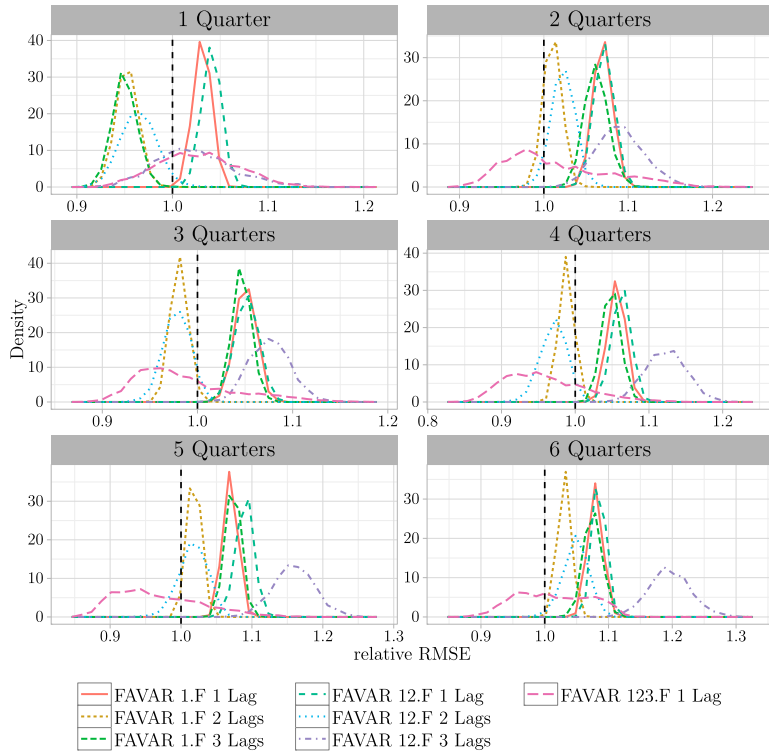 1 Quarter
2 Quarters
40
30
20
10
0
0.9 1.0 1.1 1.2
30
20
10
0
0.9 1.0 1.1 1.2
3 Quarters
4 Quarters
40
30
20
10
0
0.9 1.0 1.1 1.2
40
30
20
10
0
0.8 0.9 1.0 1.1 1.2
Density
5 Quarters
6 Quarters
30
20
10
0
0.9 1.0 1.1 1.2 1.3
30
20
10
0
0.9 1.0 1.1 1.2 1.3
relative RMSE
FAVAR 1.F 1 Lag
FAVAR 12.F 1 Lag
FAVAR 123.F 1 Lag
FAVAR 1.F 2 Lags
FAVAR 12.F 2 Lags
FAVAR 1.F 3 Lags
FAVAR 12.F 3 Lags